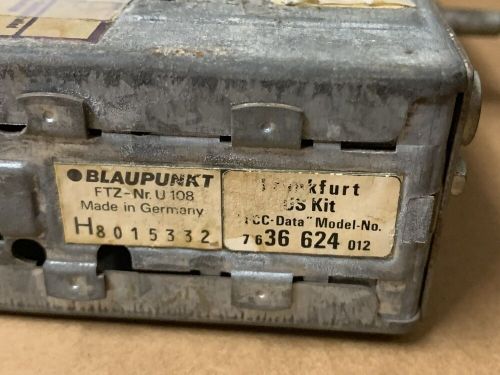 BLAUPUNKT
FTZ-Nr. U 108
Made in Germany
H8015332
US Kit
"FCC-Data" Model-No.
7 636 624 012